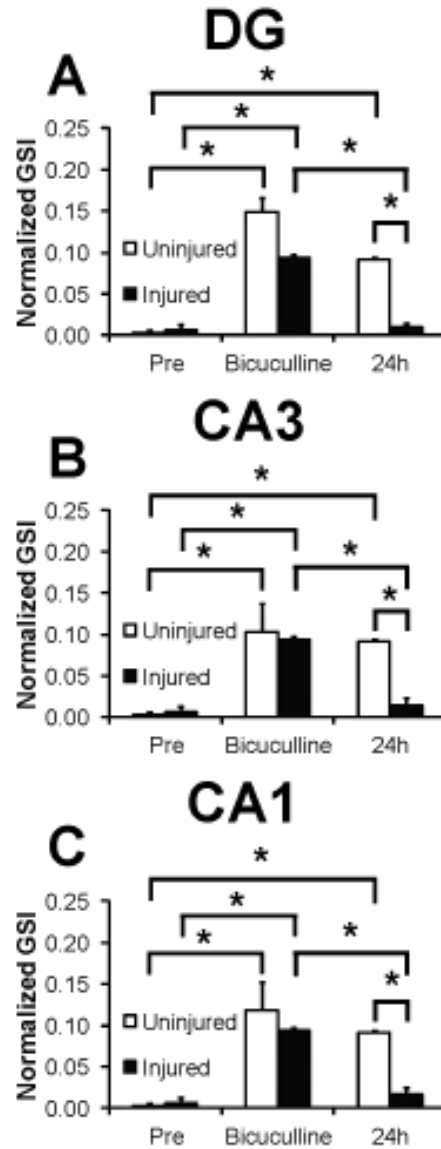 DG
A
* * * * *
Normalized GSI
0.25
0.20
0.15
0.10
0.05
0.00
Uninjured
Injured
Pre Bicuculline 24h
CA3
B
* * * * *
Normalized GSI
0.25
0.20
0.15
0.10
0.05
0.00
Uninjured
Injured
Pre Bicuculline 24h
CA1
C
* * * * *
Normalized GSI
0.25
0.20
0.15
0.10
0.05
0.00
Uninjured
Injured
Pre Bicuculline 24h